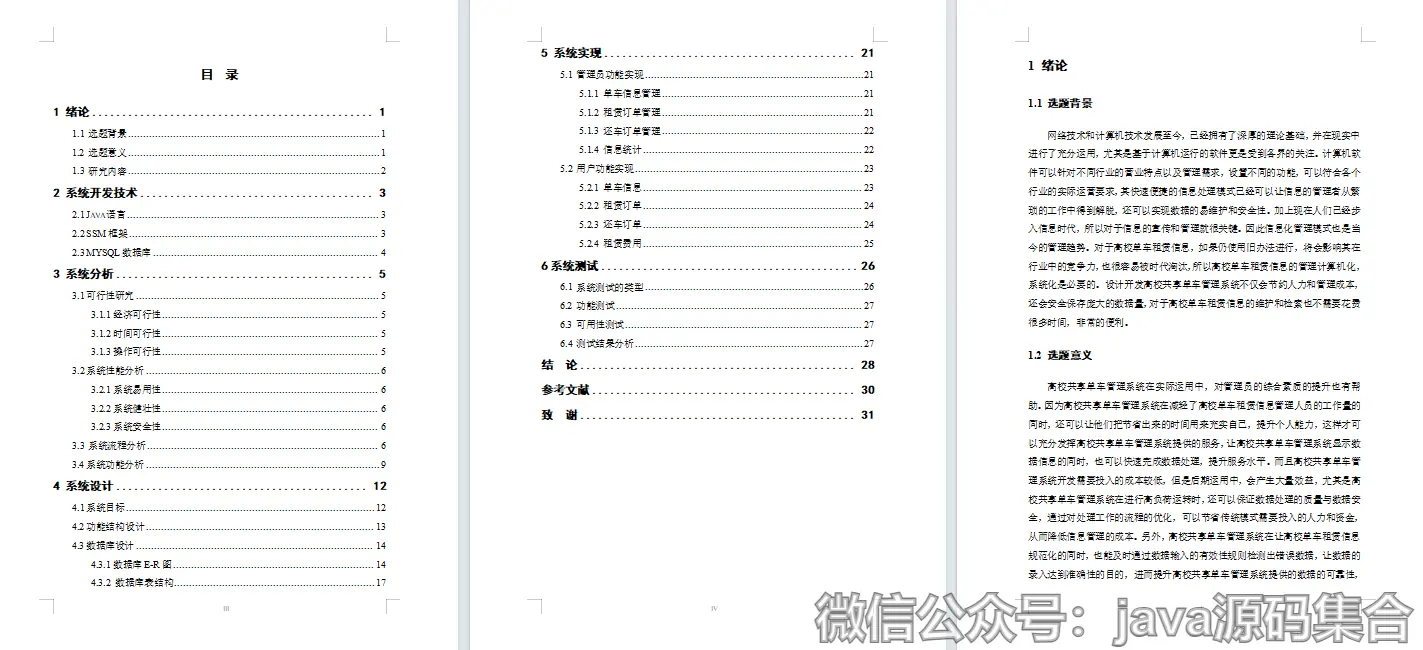 目 录
1 绪论 1
1.1 选题背景 1
1.2 选题意义 1
1.3 研究内容 2
2 系统开发技术 3
2.1JAVA语言 3
2.2SSM框架 3
2.3MYSQL数据库 4
3 系统分析 5
3.1可行性研究 5
3.1.1经济可行性 5
3.1.2时间可行性 5
3.1.3操作可行性 5
3.2系统性能分析 6
3.2.1系统易用性 6
3.2.2系统健壮性 6
3.2.3系统安全性 6
3.3 系统流程分析 6
3.4系统功能分析 9
4 系统设计 12
4.1系统目标 12
4.2功能结构设计 13
4.3数据库设计 14
4.3.1数据库E-R图 14
4.3.2 数据库表结构 17
III
5 系统实现 21
5.1管理员功能实现 21
5.1.1 单车信息管理 21
5.1.2 租赁订单管理 21
5.1.3 还车订单管理 22
5.1.4 信息统计 22
5.2用户功能实现 23
5.2.1 单车信息 23
5.2.2 租赁订单 24
5.2.3 还车订单 24
5.2.4 租赁费用 25
6系统测试 26
6.1 系统测试的类型 26
6.2 功能测试 27
6.3 可用性测试 27
6.4 测试结果分析 27
结 论 28
参考文献 30
致 谢 31
IV
1 绪论
1.1 选题背景
网络技术和计算机技术发展至今，已经拥有了深厚的理论基础，并在现实中
进行了充分运用，尤其是基于计算机运行的软件更是受到各界的关注。计算机软
件可以针对不同行业的营业特点以及管理需求，设置不同的功能，可以符合各个
行业的实际运营要求，其快速便捷的信息处理模式已经可以让信息的管理者从繁
琐的工作中得到解脱，还可以实现数据的易维护和安全性。加上现在人们已经步
入信息时代，所以对于信息的宣传和管理就很关键。因此信息化管理模式也是当
今的管理趋势。对于高校单车租赁信息，如果仍使用旧办法进行，将会影响其在
行业中的竞争力，也很容易被时代淘汰，所以高校单车租赁信息的管理计算机化，
系统化是必要的。设计开发高校共享单车管理系统不仅会节约人力和管理成本，
还会安全保存庞大的数据量，对于高校单车租赁信息的维护和检索也不需要花费
很多时间，非常的便利。
1.2 选题意义
高校共享单车管理系统在实际运用中，对管理员的综合素质的提升也有帮
助。因为高校共享单车管理系统在减轻了高校单车租赁信息管理人员的工作量的
同时，还可以让他们把节省出来的时间用来充实自己，提升个人能力，这样才可
以充分发挥高校共享单车管理系统提供的服务，让高校共享单车管理系统显示数
据信息的同时，也可以快速完成数据处理，提升服务水平。而且高校共享单车管
理系统开发需要投入的成本较低，但是后期运用中，会产生大量效益，尤其是高
校共享单车管理系统在进行高负荷运转时，还可以保证数据处理的质量与数据安
全，通过对处理工作的流程的优化，可以节省传统模式需要投入的人力和资金，
从而降低信息管理的成本。另外，高校共享单车管理系统在让高校单车租赁信息
规范化的同时，也能及时通过数据输入的有效性规则检测出错误数据，让数据的
录入达到准确性的目的，进而提升高校共享单车管理系统提供的数据的可靠性，
微信公众号：java源码集合